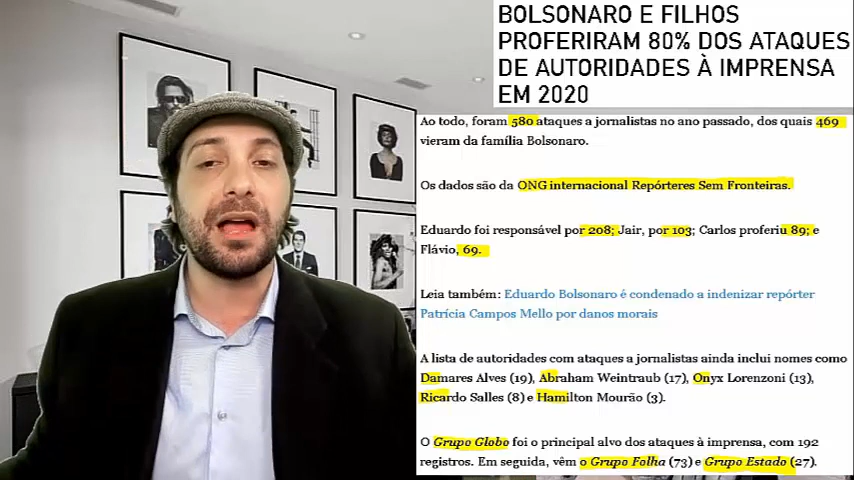 BOLSONARO E FILHOS
PROFERIRAM 80% DOS ATAQUES
DE AUTORIDADES À IMPRENSA
EM 2020
Ao todo, foram 580 ataques a jornalistas no ano passado, dos quais 469
vieram da família Bolsonaro.
Os dados são da ONG internacional Repórteres Sem Fronteiras.
Eduardo foi responsável por 208; Jair, por 103; Carlos proferiu 89; e
Flávio, 69.
Leia também: Eduardo Bolsonaro é condenado a indenizar repórter
Patrícia Campos Mello por danos morais
A lista de autoridades com ataques a jornalistas ainda inclui nomes como
Damares Alves (19), Abraham Weintraub (17), Onyx Lorenzoni (13),
Ricardo Salles (8) e Hamilton Mourão (3).
O Grupo Globo foi o principal alvo dos ataques à imprensa, com 192
registros. Em seguida, vêm o Grupo Folha (73) e Grupo Estado (27).